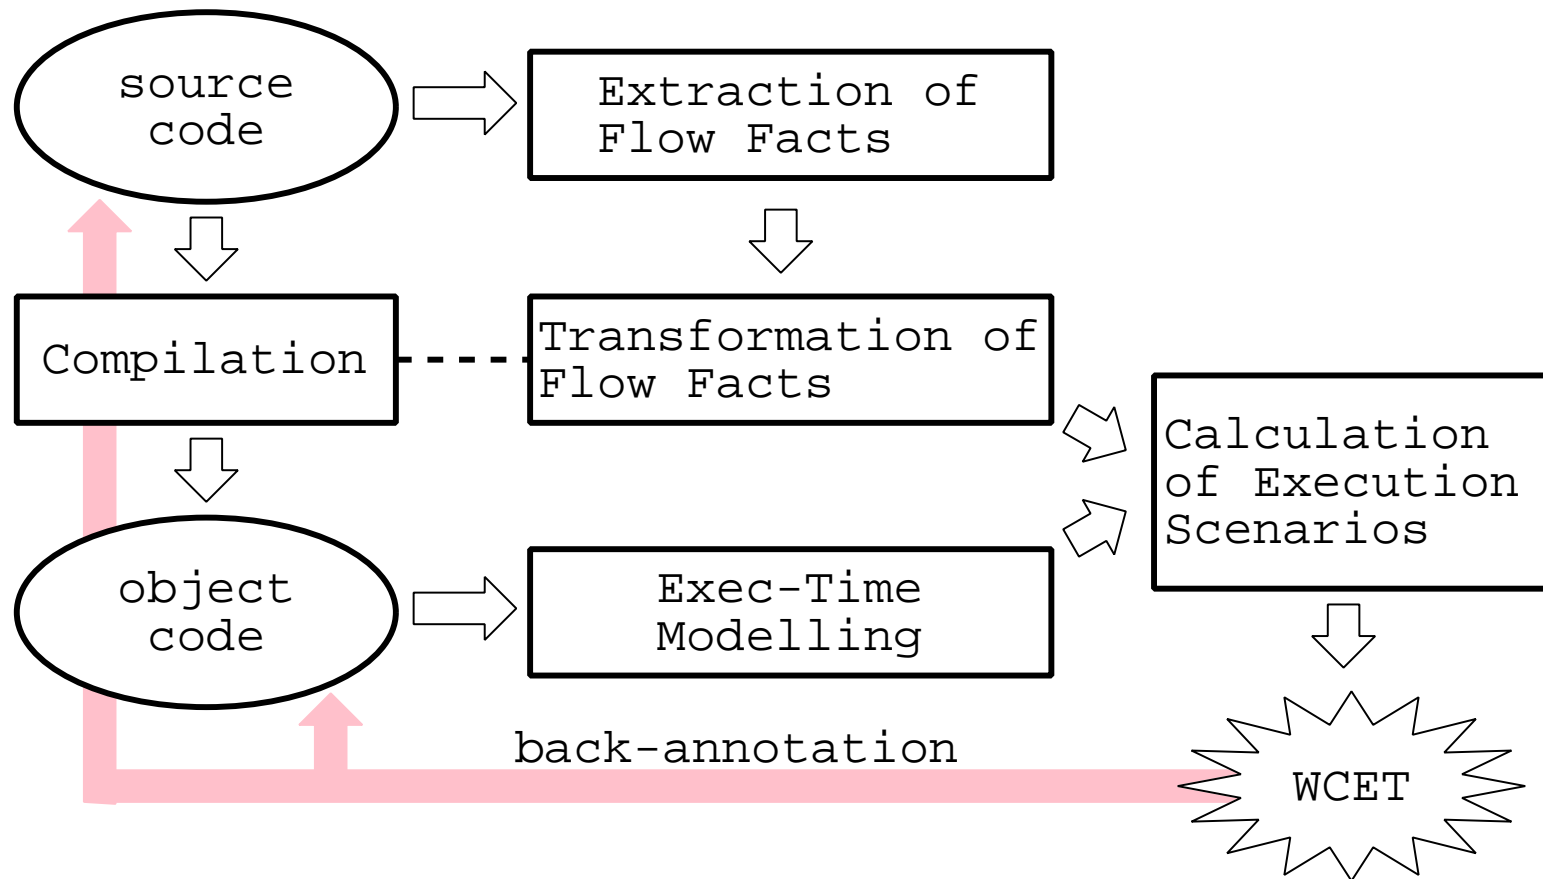 source
code
Extraction of
Flow Facts
Compilation
Transformation of
Flow Facts
Calculation
of Execution
Scenarios
object
code
Exec-Time
Modelling
back-annotation
WCET